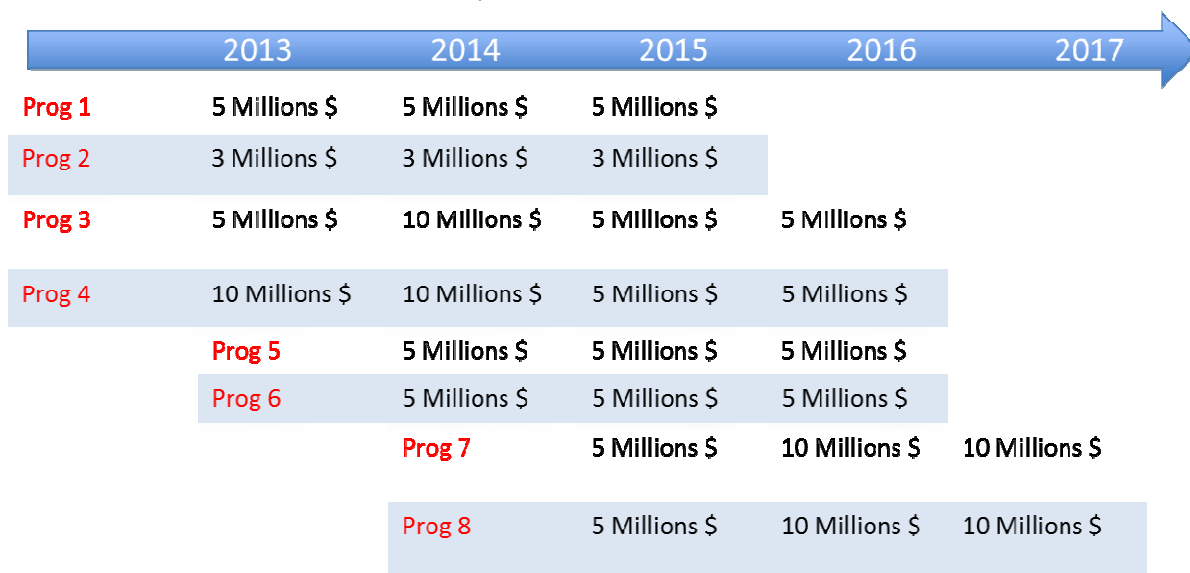 2013 2014 2015 2016 2017
Prog 1 5 Millions $ 5 Millions $ 5 Millions $
Prog 2 3 Millions $ 3 Millions $ 3 Millions $
Prog 3 5 Millions $ 10 Millions $ 5 Millions $ 5 Millions $
Prog 4 10 Millions $ 10 Millions $ 5 Millions $ 5 Millions $
Prog 5 5 Millions $ 5 Millions $ 5 Millions $
Prog 6 5 Millions $ 5 Millions $ 5 Millions $
Prog 7 5 Millions $ 10 Millions $ 10 Millions $
Prog 8 5 Millions $ 10 Millions $ 10 Millions $